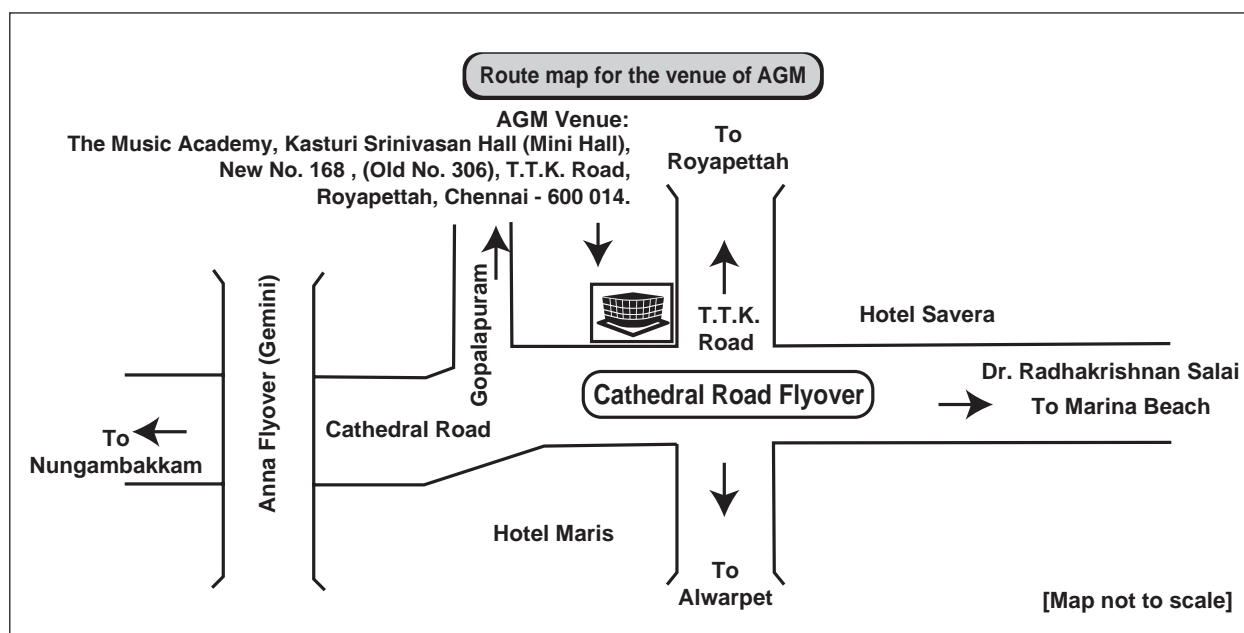 Route map for the venue of AGM
AGM Venue:
The Music Academy, Kasturi Srinivasan Hall (Mini Hall),
New No. 168 , (Old No. 306), T.T.K. Road,
Royapettah, Chennai - 600 014.
To
Royapettah
Anna Flyover (Gemini)
Gopalapuram
T.T.K.
Road
Hotel Savera
Cathedral Road Flyover
Dr. Radhakrishnan Salai
To Marina Beach
To
Nungambakkam
Cathedral Road
Hotel Maris
To
Alwarpet
[Map not to scale]